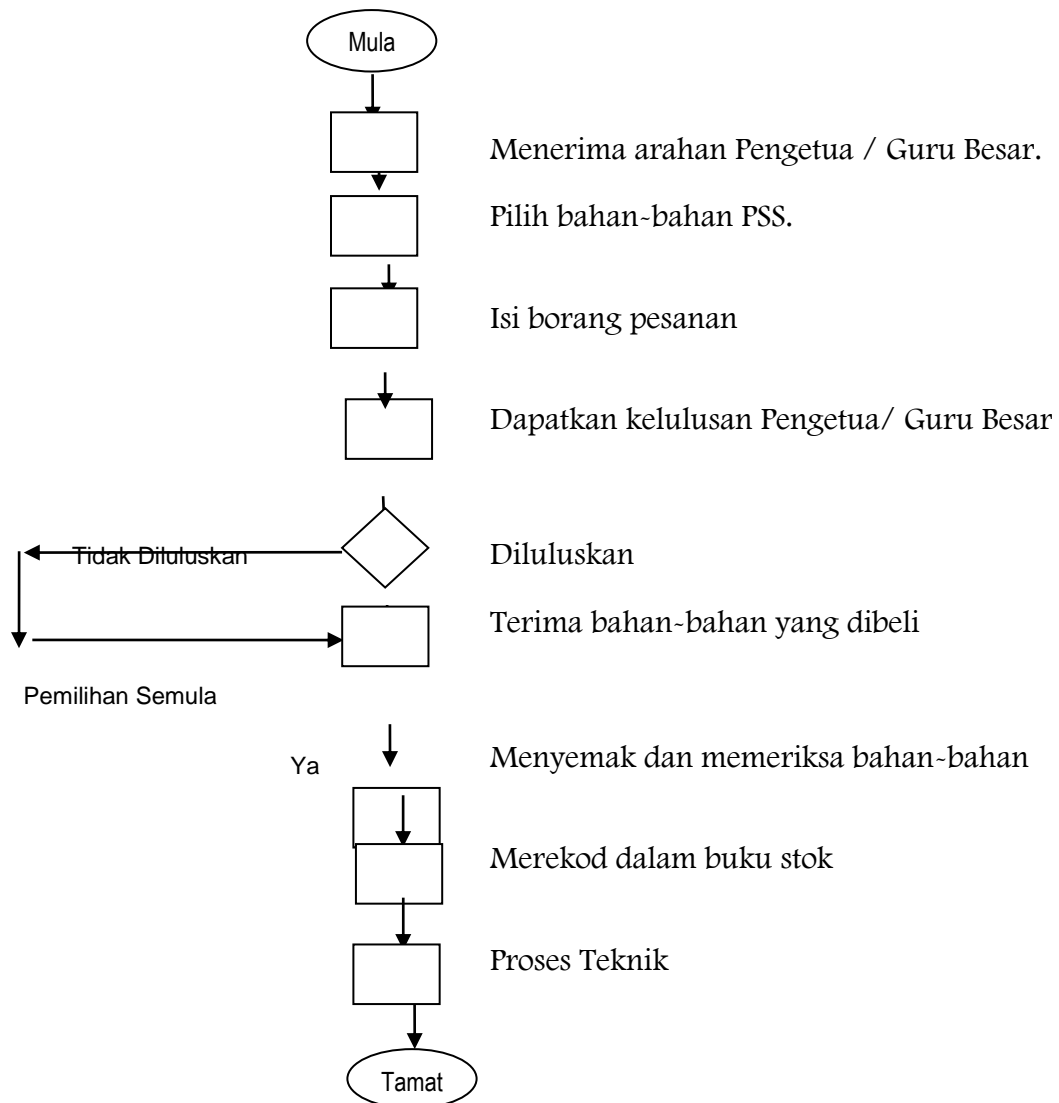 Mula
Menerima arahan Pengetua / Guru Besar.
Pilih bahan-bahan PSS.
Isi borang pesanan
Dapatkan kelulusan Pengetua/ Guru Besar
Tidak Diluluskan
Diluluskan
Terima bahan-bahan yang dibeli
Pemilihan Semula
Ya
Menyemak dan memeriksa bahan-bahan
Merekod dalam buku stok
Proses Teknik
Tamat